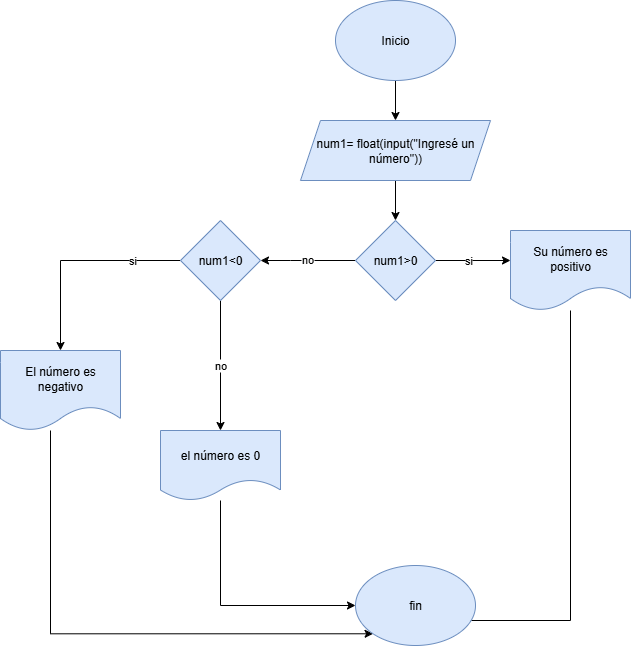 Inicio
num1= float(input("Ingresé un
número"))
num1<0
no
num1>0
si
Su número es
positivo
si
El número es
negativo
no
el número es 0
fin